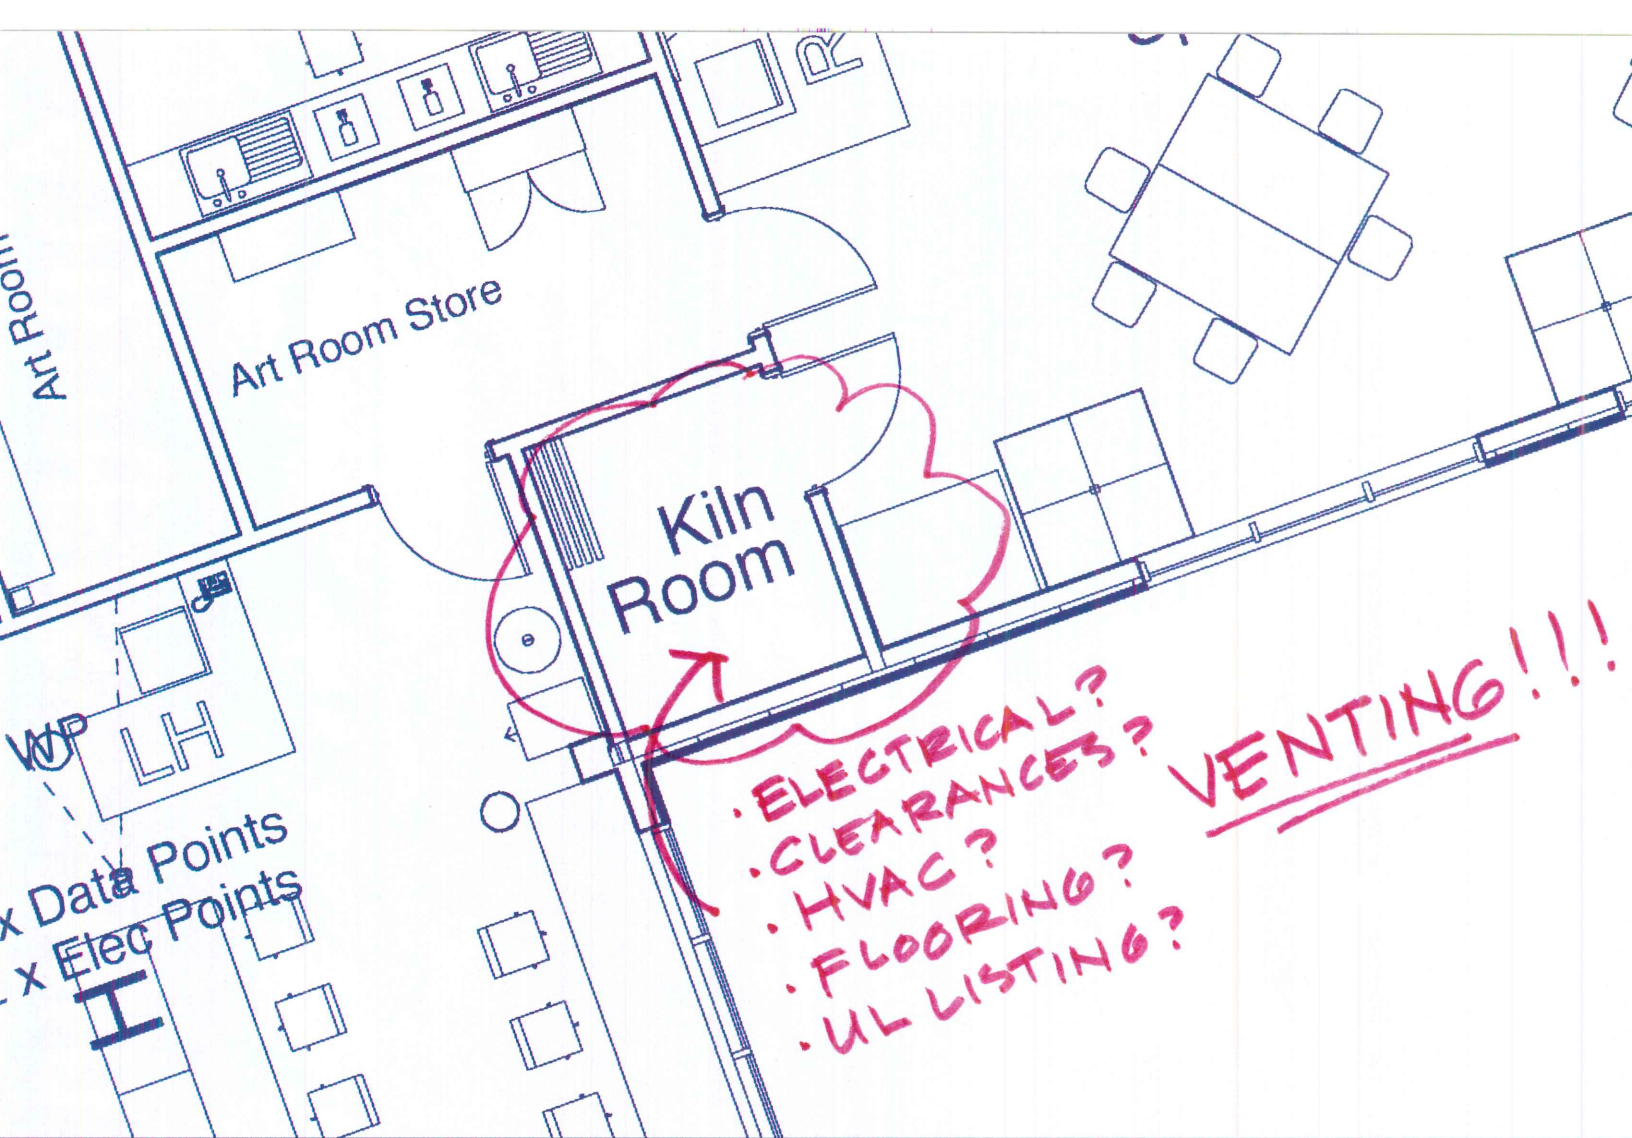 Art Room
Art Room Store
Kiln
Room
WP
LH
x Data Points
x Elec Points
• ELECTRICAL?
• CLEARANCES?
• HVAC?
• FLOORING?
• UL LISTING?
VENTING!!!